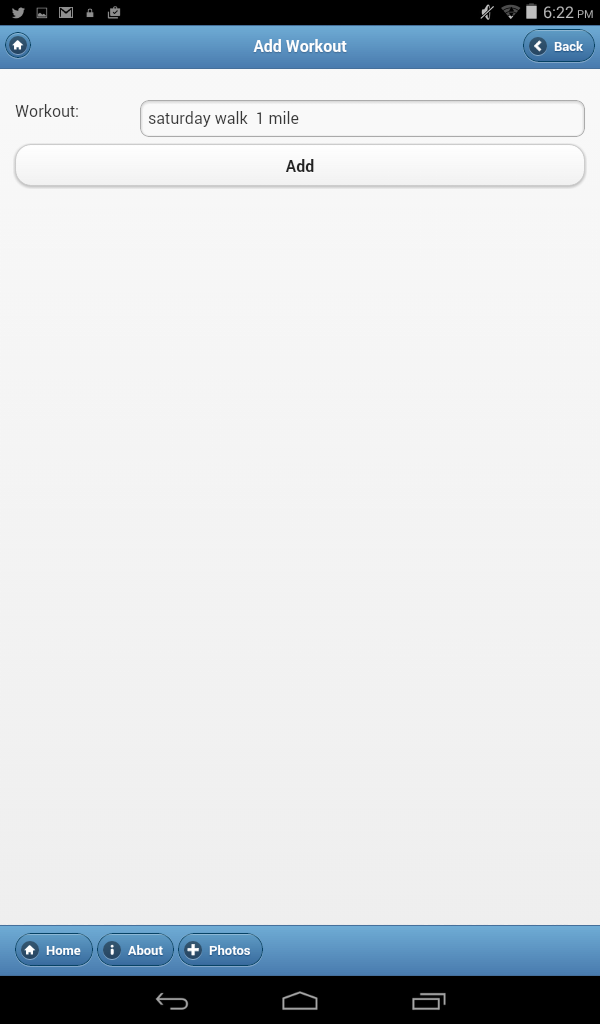 6:22 PM
Add Workout
Back
Workout:
saturday walk  1 mile
Add
Home
About
Photos